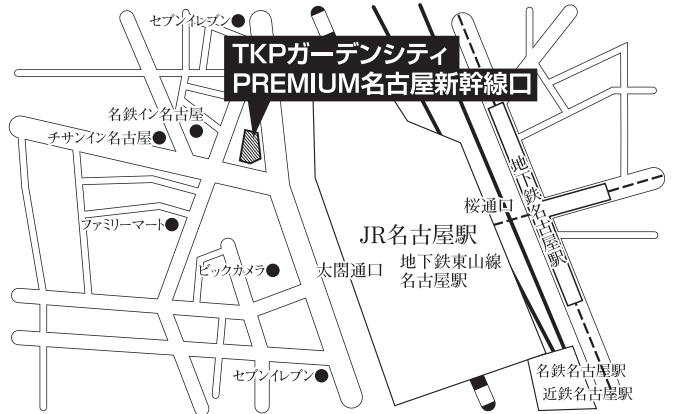 セブンイレブン
TKPガーデンシティ
PREMIUM名古屋新幹線口
名鉄イン名古屋
チサンイン名古屋
地下鉄名古屋駅
桜通口
ファミリーマート
JR名古屋駅
ビックカメラ
太閤通口
地下鉄東山線
名古屋駅
セブンイレブン
名鉄名古屋駅
近鉄名古屋駅